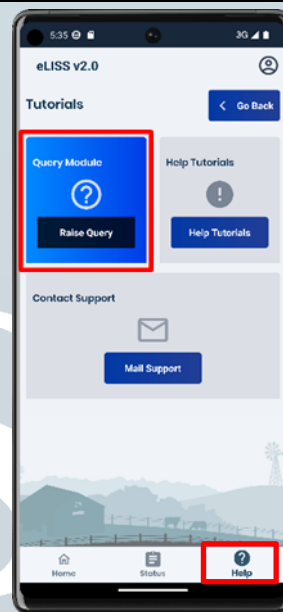 5:35
3G
eLISS v2.0
Tutorials
Go Back
Query Module
Help Tutorials
Raise Query
Help Tutorials
Contact Support
Mail Support
Home
Status
Help